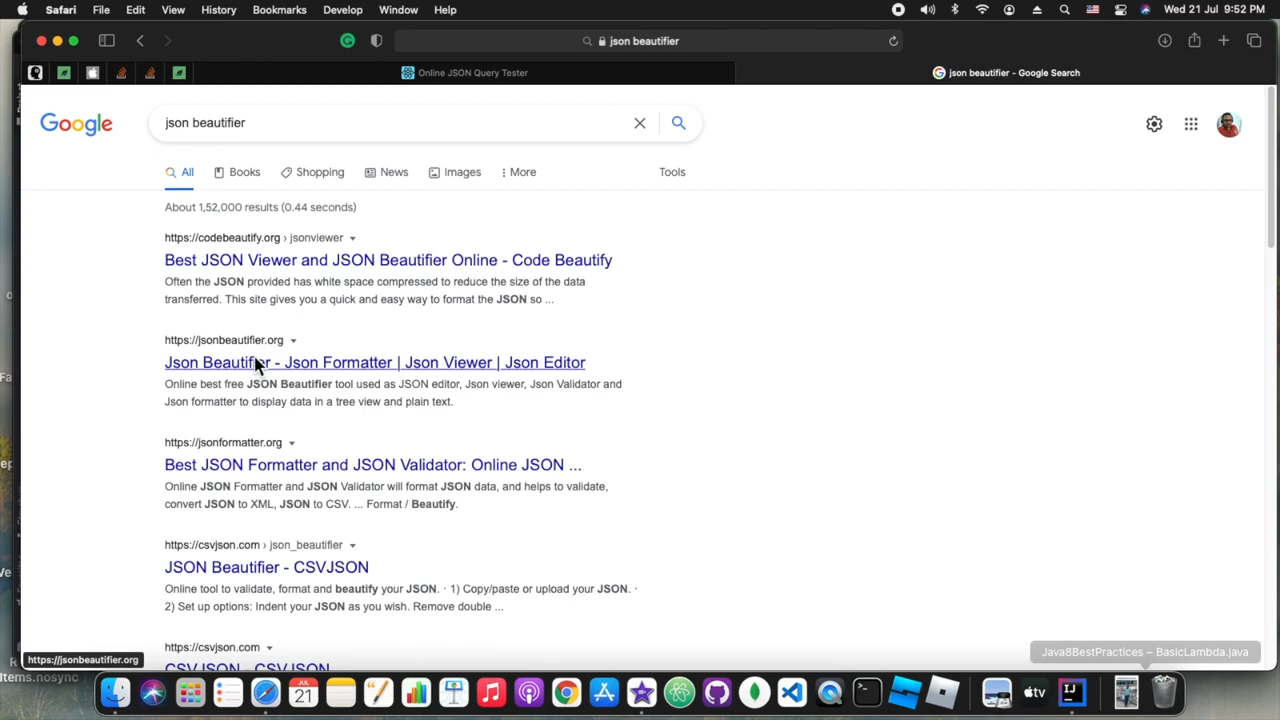 Safari File Edit View History Bookmarks Develop Window Help Wed 21 Jul 9:52 PM
json beautifier
Online JSON Query Tester
json beautifier - Google Search
Google
json beautifier
All Books Shopping News Images More Tools
About 1,52,000 results (0.44 seconds)
https://codebeautify.org › jsonviewer
Best JSON Viewer and JSON Beautifier Online - Code Beautify
Often the JSON provided has white space compressed to reduce the size of the data
transferred. This site gives you a quick and easy way to format the JSON so ...
https://jsonbeautifier.org
Json Beautifier - Json Formatter | Json Viewer | Json Editor
Online best free JSON Beautifier tool used as JSON editor, Json viewer, Json Validator and
Json formatter to display data in a tree view and plain text.
https://jsonformatter.org
Best JSON Formatter and JSON Validator: Online JSON ...
Online JSON Formatter and JSON Validator will format JSON data, and helps to validate,
convert JSON to XML, JSON to CSV. ... Format / Beautify.
https://csvjson.com › json_beautifier
JSON Beautifier - CSVJSON
Online tool to validate, format and beautify your JSON. · 1) Copy/paste or upload your JSON. ·
2) Set up options: Indent your JSON as you wish. Remove double ...
https://csvjson.com
CSVJSON - CSVJSON
https://jsonbeautifier.org
Java8BestPractices – BasicLambda.java
Items.nosync
JUL
21
tv
IJ